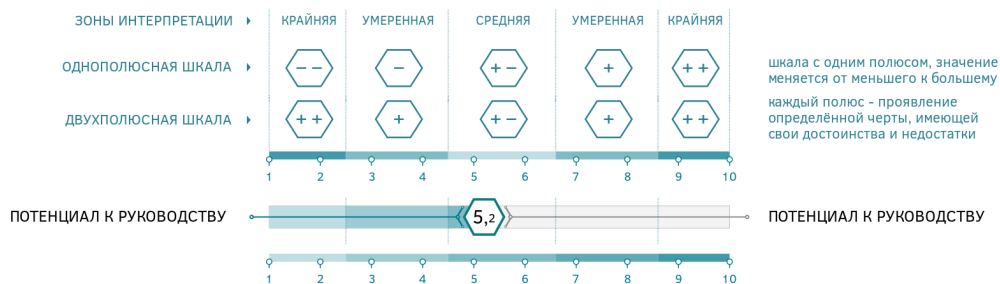 ЗОНЫ ИНТЕРПРЕТАЦИИ КРАЙНЯЯ УМЕРЕННАЯ СРЕДНЯЯ УМЕРЕННАЯ КРАЙНЯЯ
ОДНОПОЛЮСНАЯ ШКАЛА − − − + − + + +
шкала с одним полюсом, значение
меняется от меньшего к большему
ДВУХПОЛЮСНАЯ ШКАЛА + + + + − + + +
каждый полюс - проявление
определённой черты, имеющей
свои достоинства и недостатки
1 2 3 4 5 6 7 8 9 10
ПОТЕНЦИАЛ К РУКОВОДСТВУ 5,2 ПОТЕНЦИАЛ К РУКОВОДСТВУ
1 2 3 4 5 6 7 8 9 10